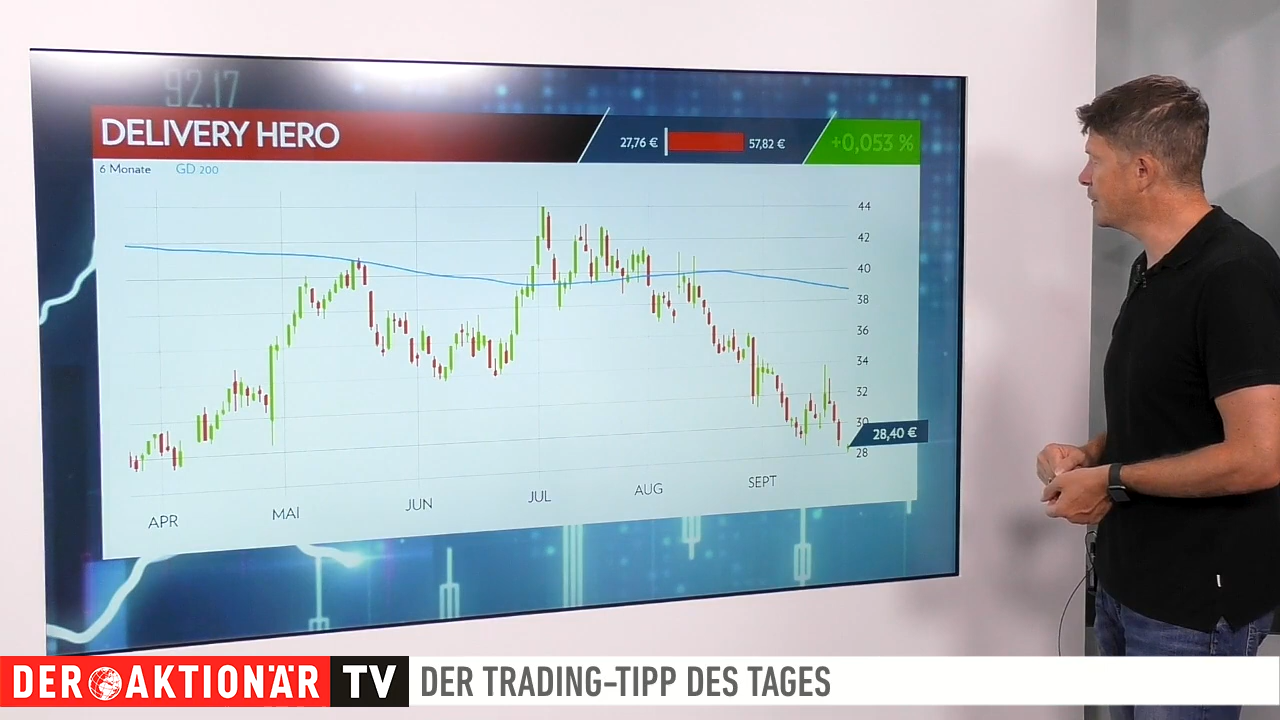 92.17
DELIVERY HERO
27,76 €
57,82 €
+0,053 %
6 Monate
GD 200
44
42
40
38
36
34
32
30
28,40 €
28
APR
MAI
JUN
JUL
AUG
SEPT
DER AKTIONÄR TV
DER TRADING-TIPP DES TAGES